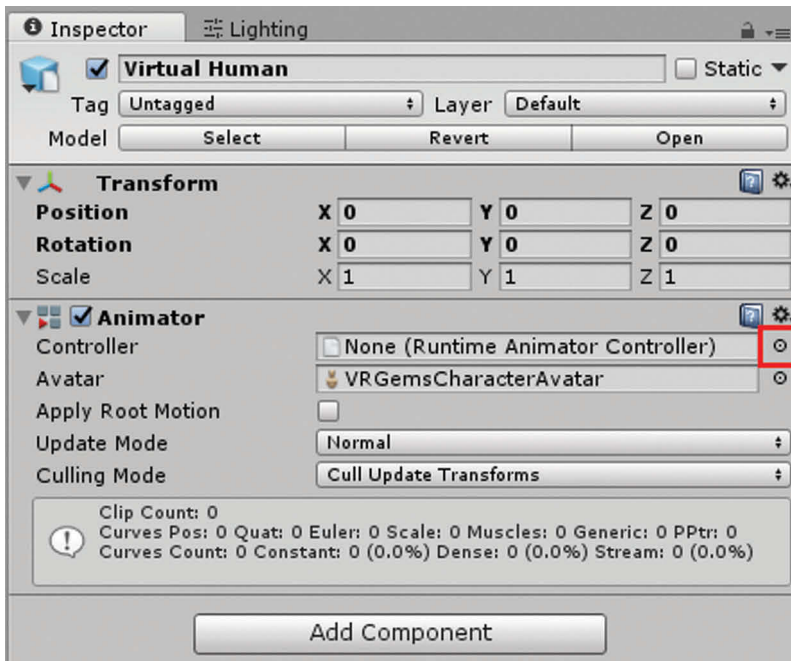 Inspector Lighting
Virtual Human Static
Tag Untagged Layer Default
Model Select Revert Open
Transform
Position X 0 Y 0 Z 0
Rotation X 0 Y 0 Z 0
Scale X 1 Y 1 Z 1
Animator
Controller None (Runtime Animator Controller)
Avatar VRGemsCharacterAvatar
Apply Root Motion
Update Mode Normal
Culling Mode Cull Update Transforms
Clip Count: 0
Curves Pos: 0 Quat: 0 Euler: 0 Scale: 0 Muscles: 0 Generic: 0 PPtr: 0
Curves Count: 0 Constant: 0 (0.0%) Dense: 0 (0.0%) Stream: 0 (0.0%)
Add Component